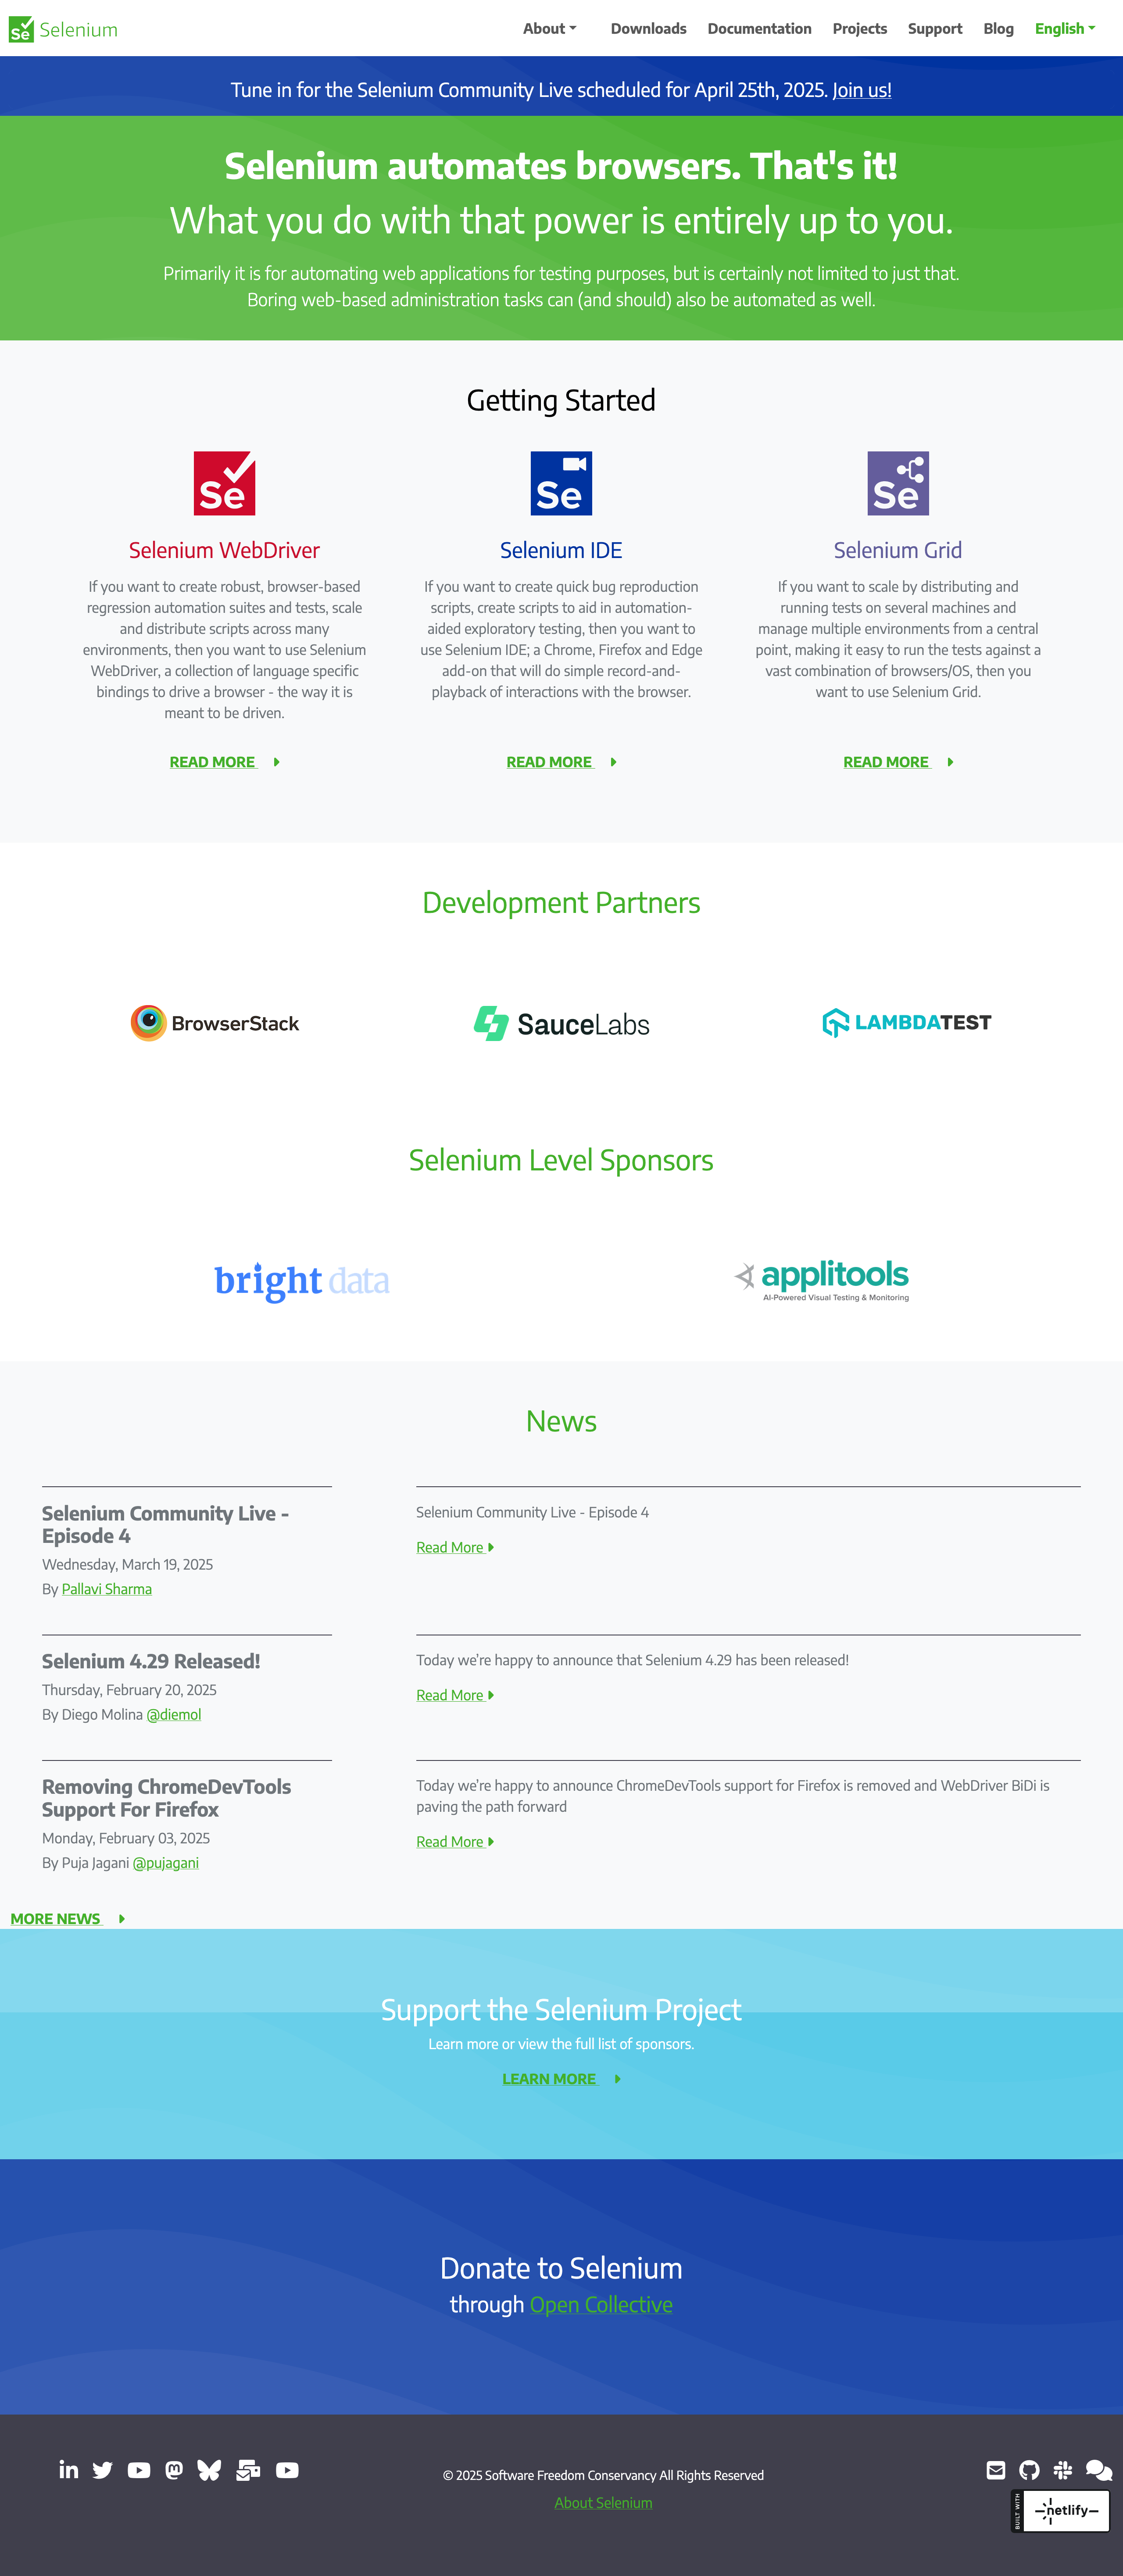 Se Selenium
About
Downloads
Documentation
Projects
Support
Blog
English
Tune in for the Selenium Community Live scheduled for April 25th, 2025. Join us!
Selenium automates browsers. That's it!
What you do with that power is entirely up to you.
Primarily it is for automating web applications for testing purposes, but is certainly not limited to just that.
Boring web-based administration tasks can (and should) also be automated as well.
Getting Started
Se
Selenium WebDriver
If you want to create robust, browser-based
regression automation suites and tests, scale
and distribute scripts across many
environments, then you want to use Selenium
WebDriver, a collection of language specific
bindings to drive a browser - the way it is
meant to be driven.
READ MORE
Se
Selenium IDE
If you want to create quick bug reproduction
scripts, create scripts to aid in automation-
aided exploratory testing, then you want to
use Selenium IDE; a Chrome, Firefox and Edge
add-on that will do simple record-and-
playback of interactions with the browser.
READ MORE
Se
Selenium Grid
If you want to scale by distributing and
running tests on several machines and
manage multiple environments from a central
point, making it easy to run the tests against a
vast combination of browsers/OS, then you
want to use Selenium Grid.
READ MORE
Development Partners
BrowserStack
SauceLabs
LAMBDATEST
Selenium Level Sponsors
bright data
applitools
AI-Powered Visual Testing & Monitoring
News
Selenium Community Live -
Episode 4
Wednesday, March 19, 2025
By Pallavi Sharma
Selenium Community Live - Episode 4
Read More
Selenium 4.29 Released!
Thursday, February 20, 2025
By Diego Molina @diemol
Today we're happy to announce that Selenium 4.29 has been released!
Read More
Removing ChromeDevTools
Support For Firefox
Monday, February 03, 2025
By Puja Jagani @pujagani
Today we're happy to announce ChromeDevTools support for Firefox is removed and WebDriver BiDi is
paving the path forward
Read More
MORE NEWS
Support the Selenium Project
Learn more or view the full list of sponsors.
LEARN MORE
Donate to Selenium
through Open Collective
© 2025 Software Freedom Conservancy All Rights Reserved
About Selenium
BUILT WITH
netlify